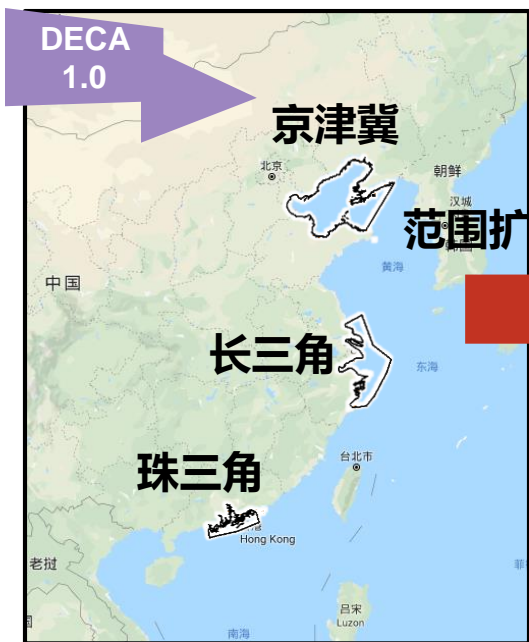 DECA
1.0
京津冀
北京
朝鲜
汉城
范围扩
黄海
中国
长三角
东海
珠三角
台北市
Hong Kong
老挝
吕宋
Luzon
南海